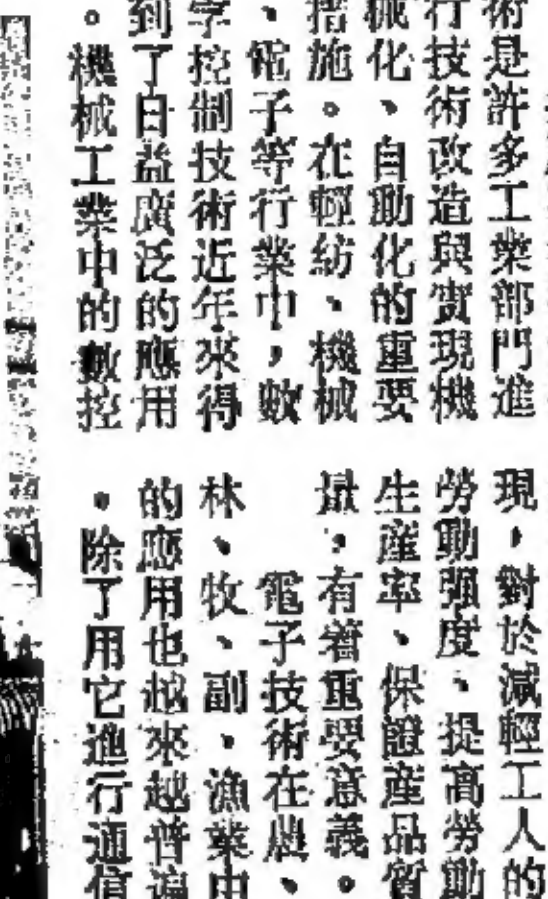 術是許多工業部門進
行技術改造與實現機
械化、自動化的重要
措施。在輕紡、機械
、電子等行業中，數
字控制技術近年來得
到了日益廣泛的應用
。機械工業中的數控
現，對於減輕工人的
勞動強度、提高勞動
生產率、保證產品質
量，有着重要意義。
電子技術在農、
林、牧、副、漁業中
的應用也越來越普遍
。除了用它進行通信